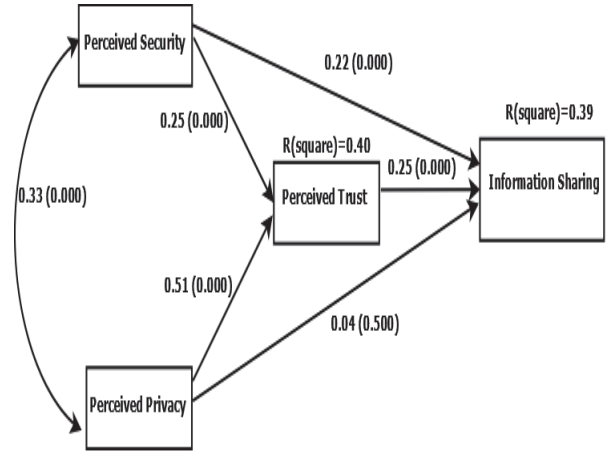 Perceived Security
0.22 (0.000)
R(square)=0.39
0.25 (0.000)
R(square)=0.40
0.25 (0.000)
Information Sharing
0.33 (0.000)
Perceived Trust
0.51 (0.000)
0.04 (0.500)
Perceived Privacy